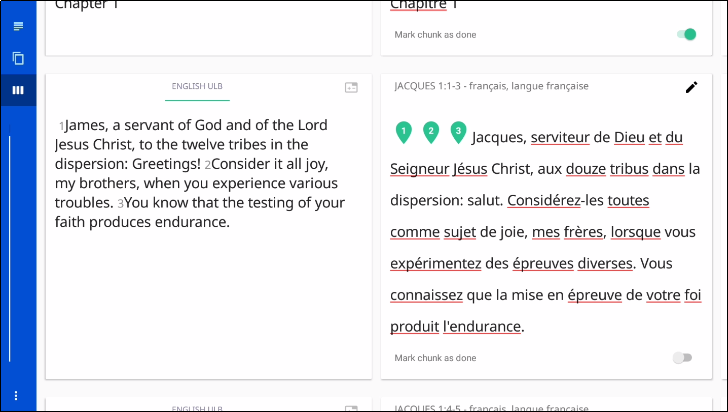 Chapter 1
Chapitre 1
Mark chunk as done
ENGLISH ULB
1James, a servant of God and of the Lord
Jesus Christ, to the twelve tribes in the
dispersion: Greetings! 2Consider it all joy,
my brothers, when you experience various
troubles. 3You know that the testing of your
faith produces endurance.
JACQUES 1:1-3 - français, langue française
1 2 3 Jacques, serviteur de Dieu et du
Seigneur Jésus Christ, aux douze tribus dans la
dispersion: salut. Considérez-les toutes
comme sujet de joie, mes frères, lorsque vous
expérimentez des épreuves diverses. Vous
connaissez que la mise en épreuve de votre foi
produit l'endurance.
Mark chunk as done
ENGLISH ULB
JACQUES 1:4-5 - français, langue française